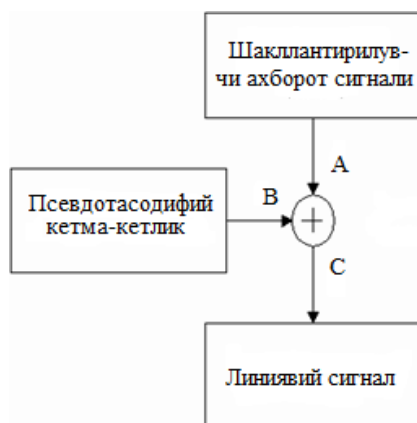 Шакллантирилув-
чи ахборот сигнали
А
Псевдотасодифий
кетма-кетлик
В
+
С
Линиявий сигнал